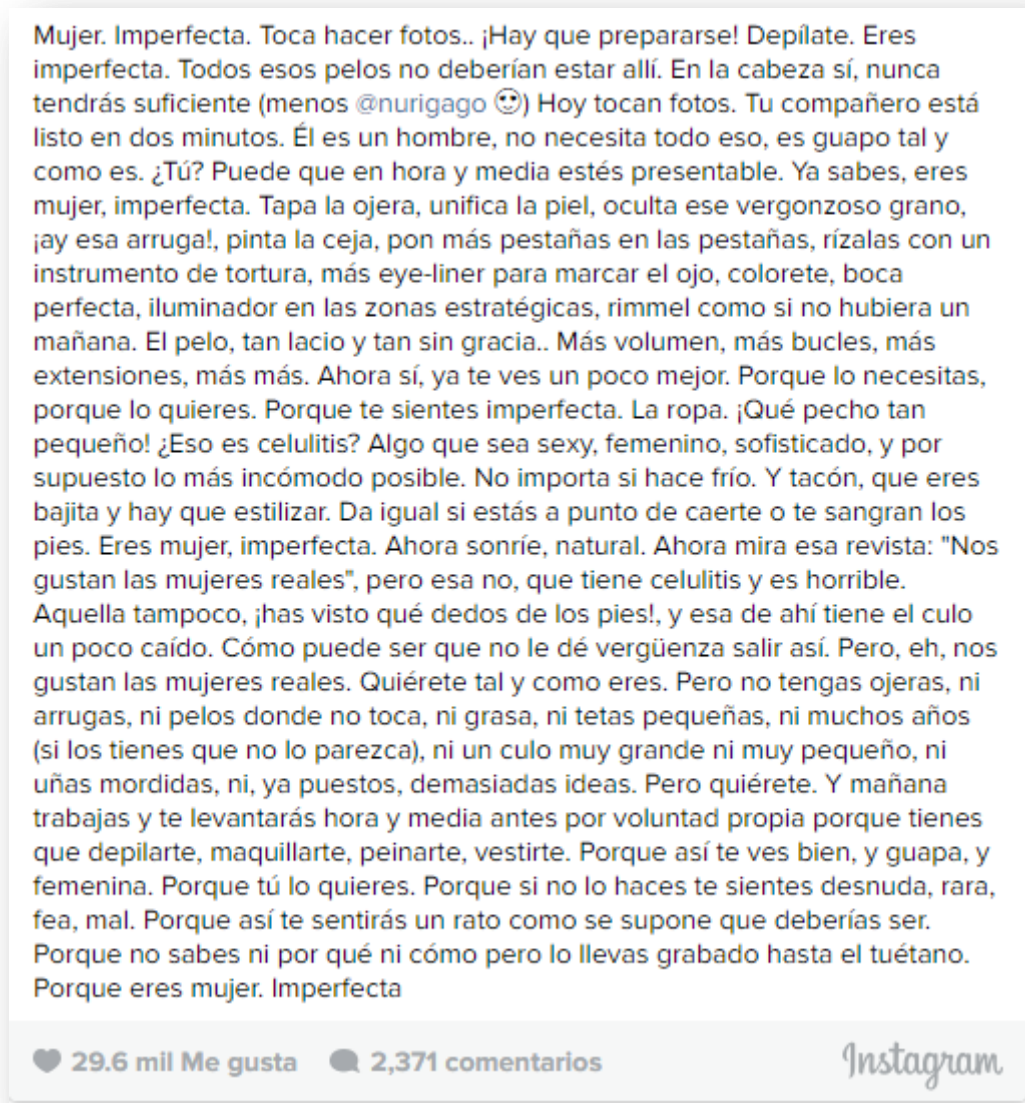 Mujer. Imperfecta. Toca hacer fotos.. ¡Hay que prepararse! Depílate. Eres
imperfecta. Todos esos pelos no deberían estar allí. En la cabeza sí, nunca
tendrás suficiente (menos @nurigago 🙂) Hoy tocan fotos. Tu compañero está
listo en dos minutos. Él es un hombre, no necesita todo eso, es guapo tal y
como es. ¿Tú? Puede que en hora y media estés presentable. Ya sabes, eres
mujer, imperfecta. Tapa la ojera, unifica la piel, oculta ese vergonzoso grano,
¡ay esa arruga!, pinta la ceja, pon más pestañas en las pestañas, rízalas con un
instrumento de tortura, más eye-liner para marcar el ojo, colorete, boca
perfecta, iluminador en las zonas estratégicas, rimmel como si no hubiera un
mañana. El pelo, tan lacio y tan sin gracia.. Más volumen, más bucles, más
extensiones, más más. Ahora sí, ya te ves un poco mejor. Porque lo necesitas,
porque lo quieres. Porque te sientes imperfecta. La ropa. ¡Qué pecho tan
pequeño! ¿Eso es celulitis? Algo que sea sexy, femenino, sofisticado, y por
supuesto lo más incómodo posible. No importa si hace frío. Y tacón, que eres
bajita y hay que estilizar. Da igual si estás a punto de caerte o te sangran los
pies. Eres mujer, imperfecta. Ahora sonríe, natural. Ahora mira esa revista: "Nos
gustan las mujeres reales", pero esa no, que tiene celulitis y es horrible.
Aquella tampoco, ¡has visto qué dedos de los pies!, y esa de ahí tiene el culo
un poco caído. Cómo puede ser que no le dé vergüenza salir así. Pero, eh, nos
gustan las mujeres reales. Quiérete tal y como eres. Pero no tengas ojeras, ni
arrugas, ni pelos donde no toca, ni grasa, ni tetas pequeñas, ni muchos años
(si los tienes que no lo parezca), ni un culo muy grande ni muy pequeño, ni
uñas mordidas, ni, ya puestos, demasiadas ideas. Pero quiérete. Y mañana
trabajas y te levantarás hora y media antes por voluntad propia porque tienes
que depilarte, maquillarte, peinarte, vestirte. Porque así te ves bien, y guapa, y
femenina. Porque tú lo quieres. Porque si no lo haces te sientes desnuda, rara,
fea, mal. Porque así te sentirás un rato como se supone que deberías ser.
Porque no sabes ni por qué ni cómo pero lo llevas grabado hasta el tuétano.
Porque eres mujer. Imperfecta
29.6 mil Me gusta 2,371 comentarios Instagram